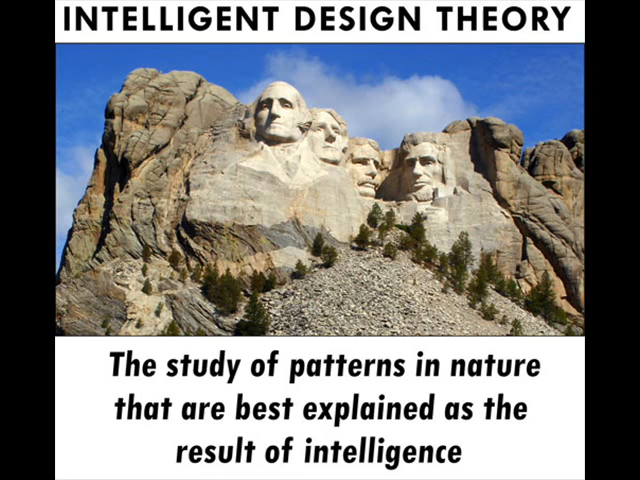 INTELLIGENT DESIGN THEORY
The study of patterns in nature
that are best explained as the
result of intelligence